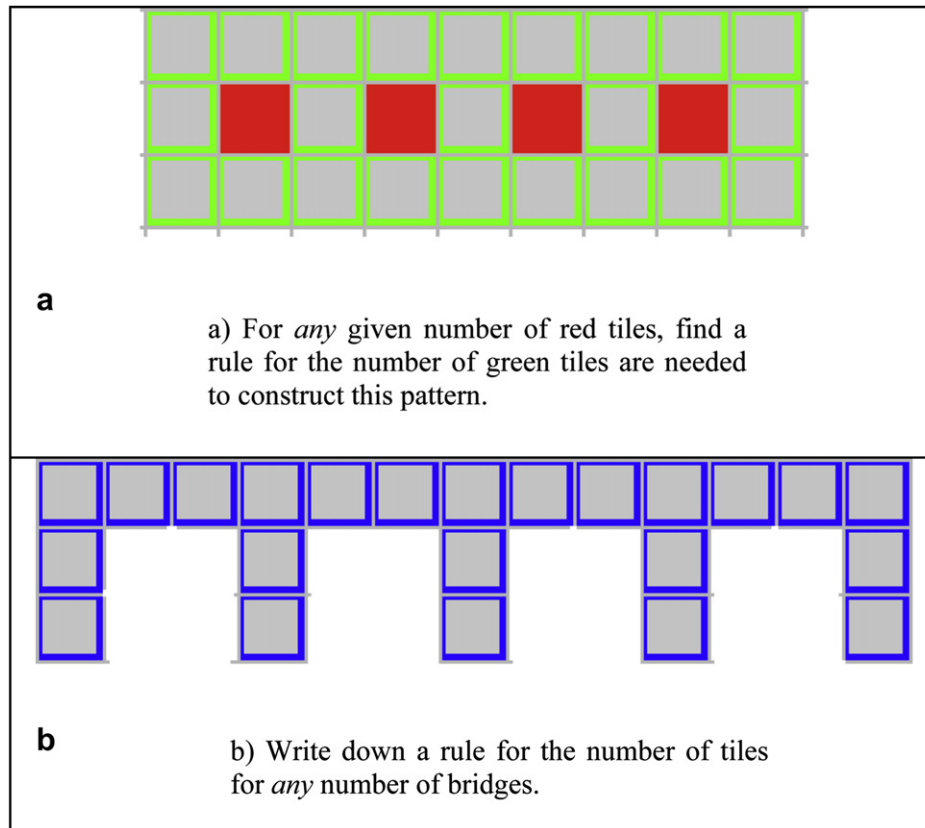 a
a) For any given number of red tiles, find a
rule for the number of green tiles are needed
to construct this pattern.
b
b) Write down a rule for the number of tiles
for any number of bridges.